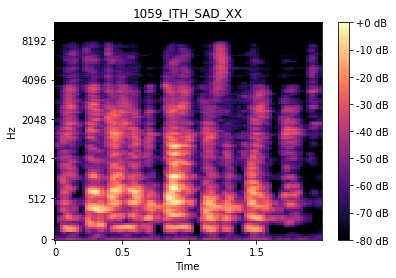 1059_ITH_SAD_XX
8192
4096
2048
1024
512
0
Hz
0
0.5
1
1.5
Time
+0 dB
-10 dB
-20 dB
-30 dB
-40 dB
-50 dB
-60 dB
-70 dB
-80 dB